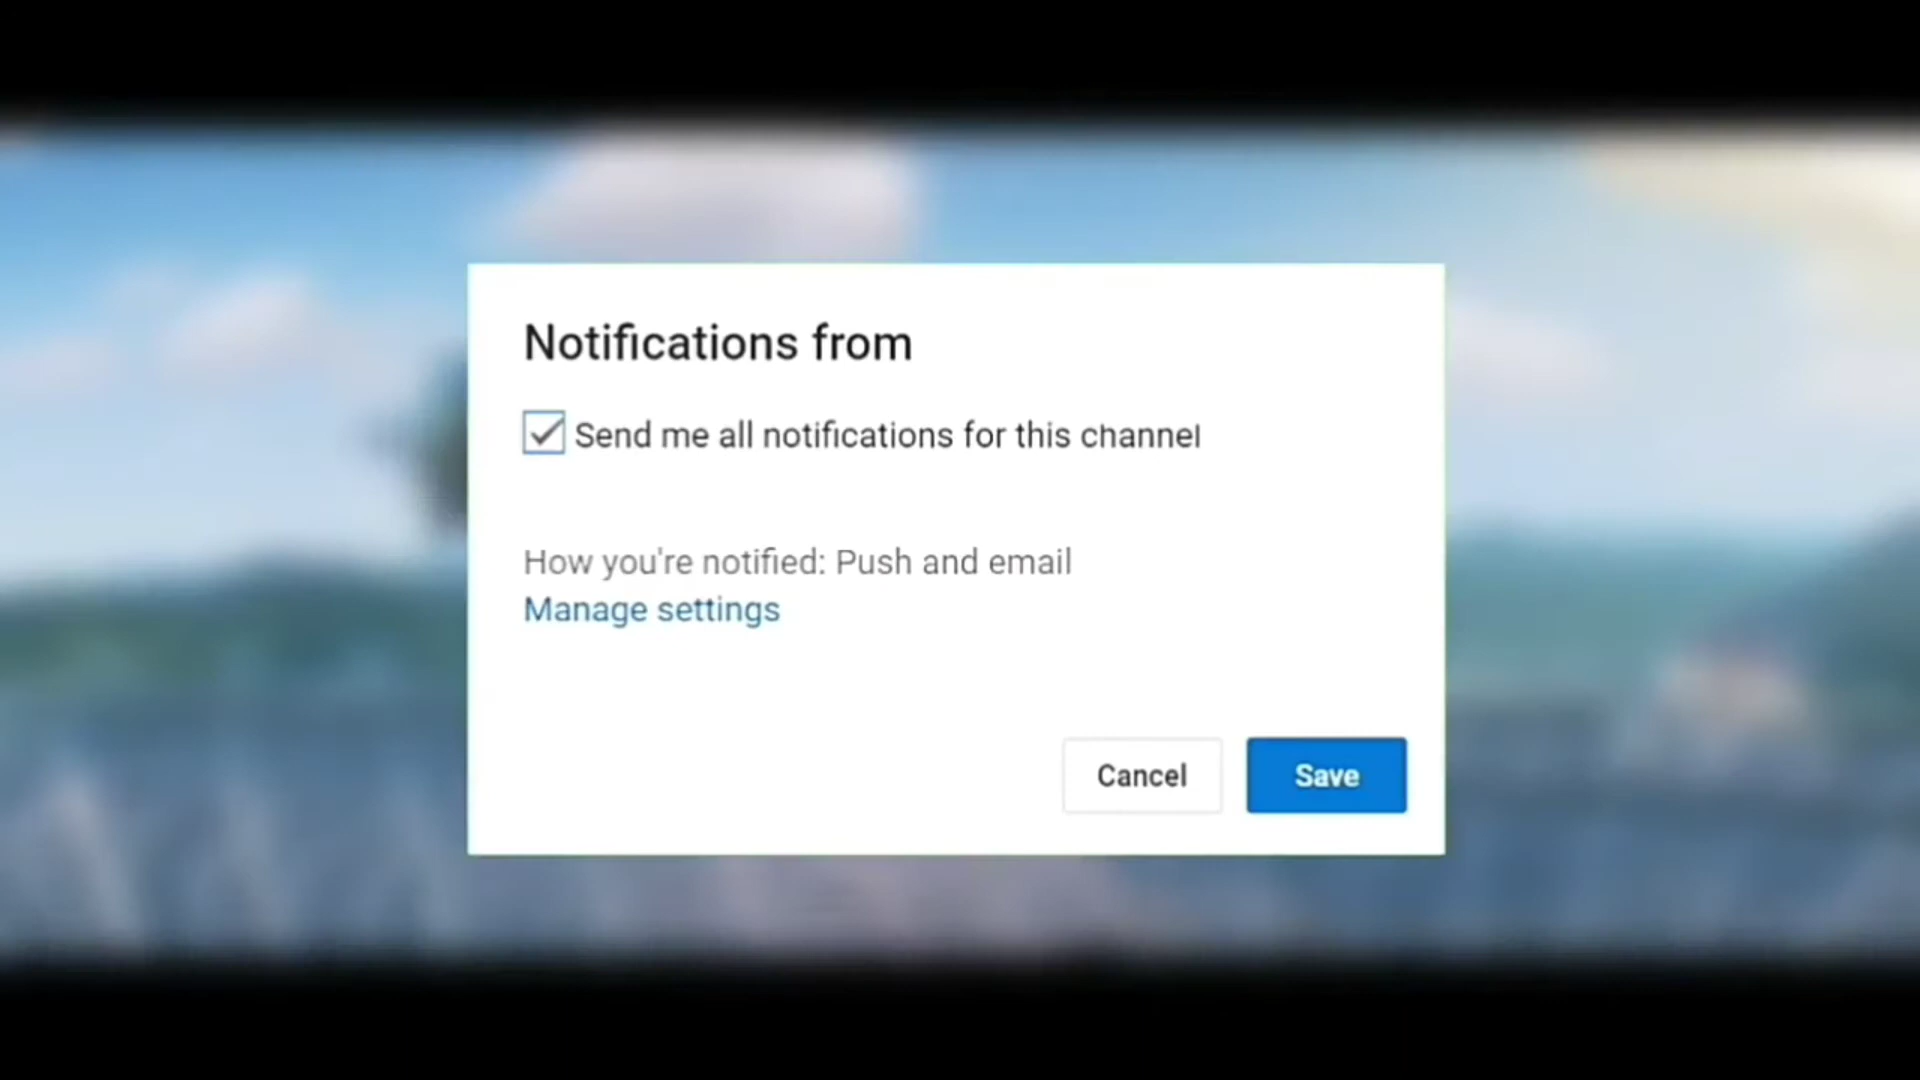 Notifications from
Send me all notifications for this channel
How you're notified: Push and email
Manage settings
Cancel
Save